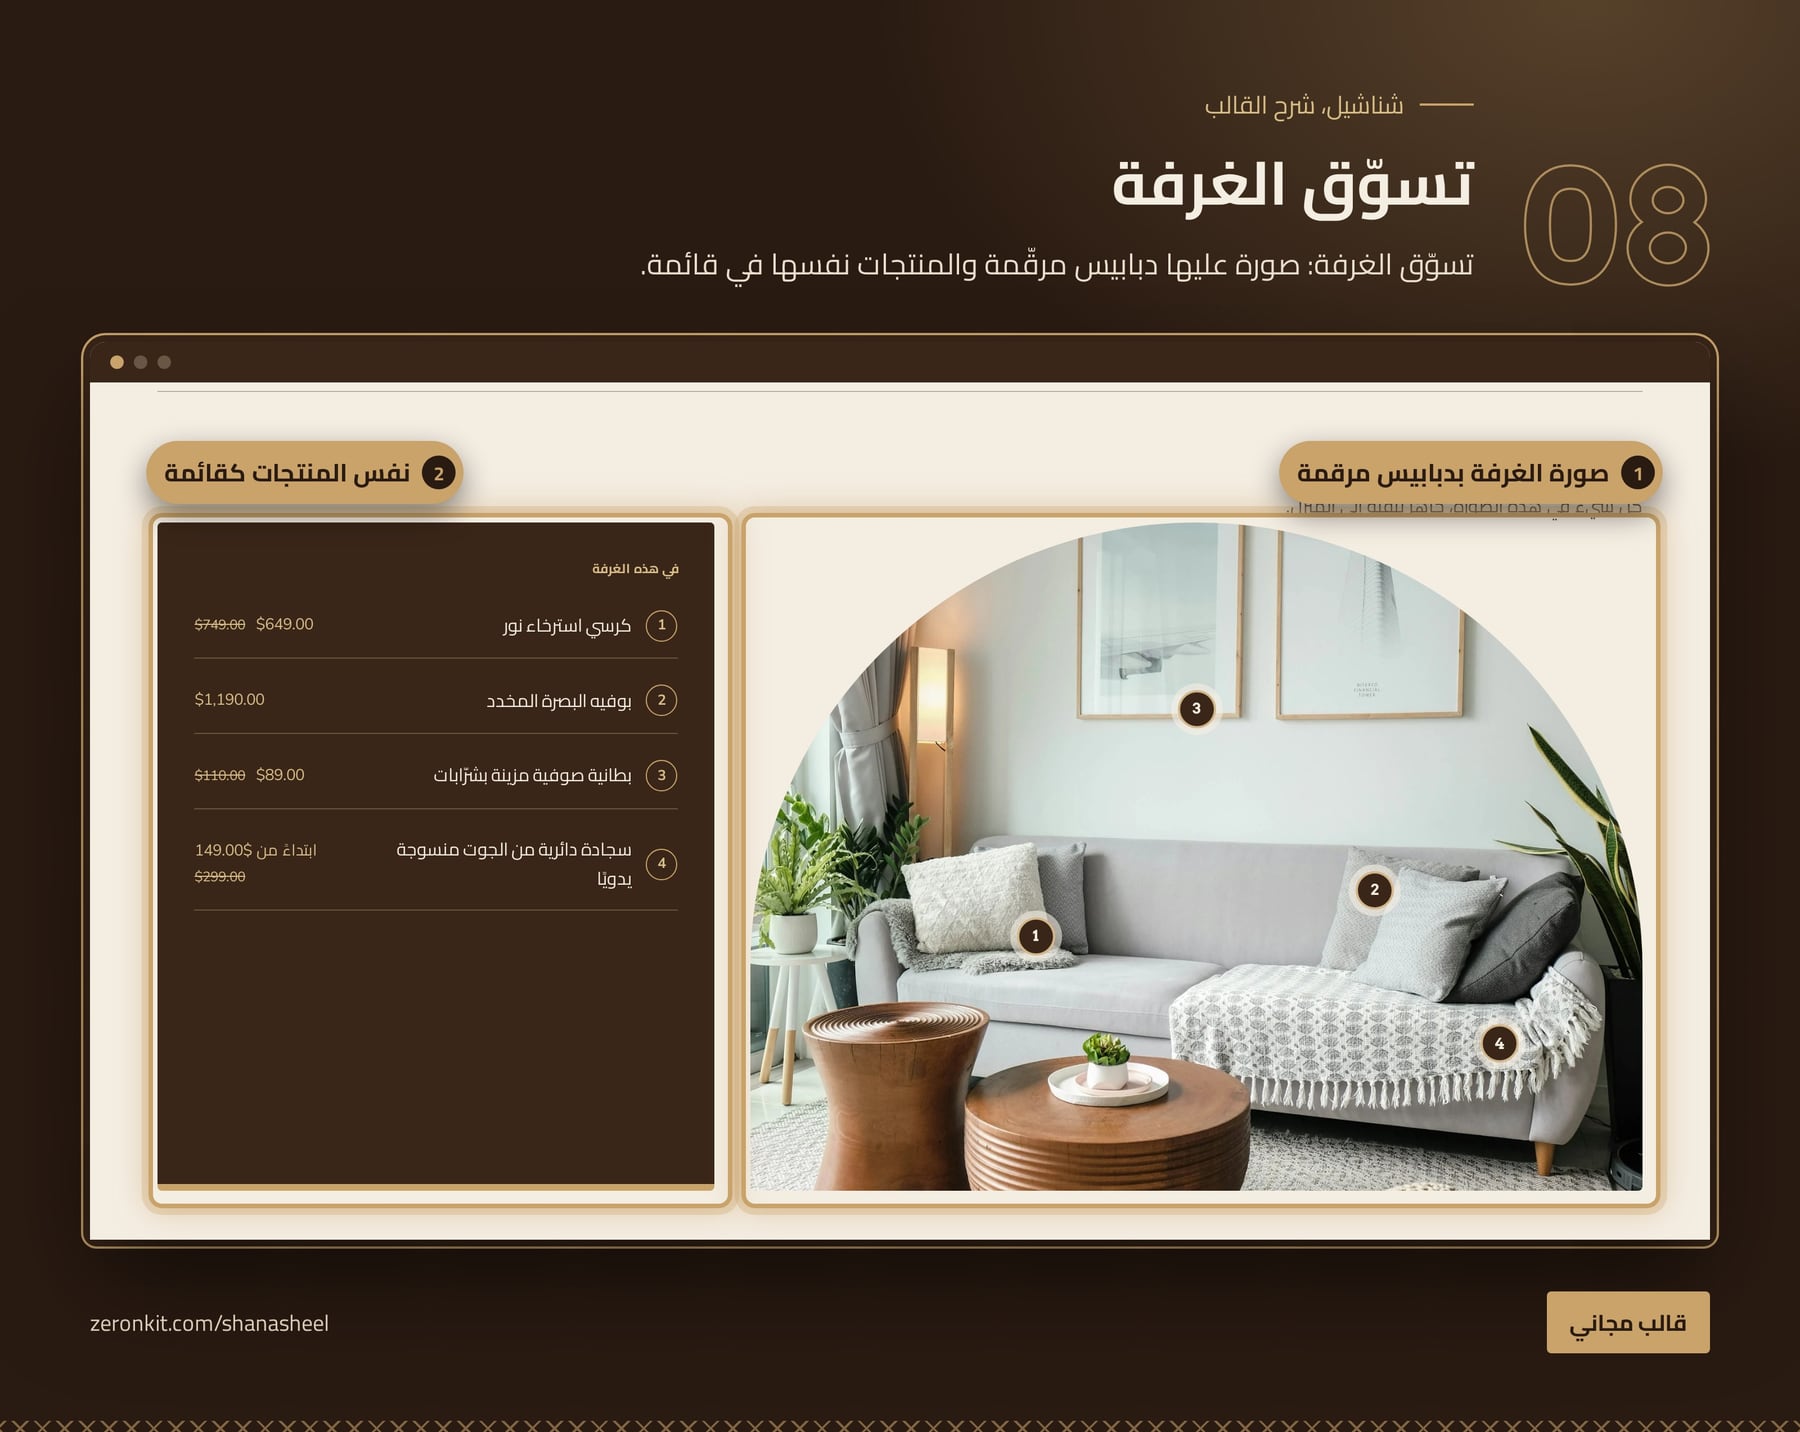 شناشيل، شرح القالب
08
تسوّق الغرفة
تسوّق الغرفة: صورة عليها دبابيس مرقّمة والمنتجات نفسها في قائمة.
1 صورة الغرفة بدبابيس مرقمة
2 نفس المنتجات كقائمة
3
2
1
4
في هذه الغرفة
1 كرسي استرخاء نور $649.00 $749.00
2 بوفيه البصرة المخدد $1,190.00
3 بطانية صوفية مزينة بشرّابات $89.00 $110.00
4 سجادة دائرية من الجوت منسوجة يدويًا ابتداءً من $149.00
$299.00
قالب مجاني
zeronkit.com/shanasheel